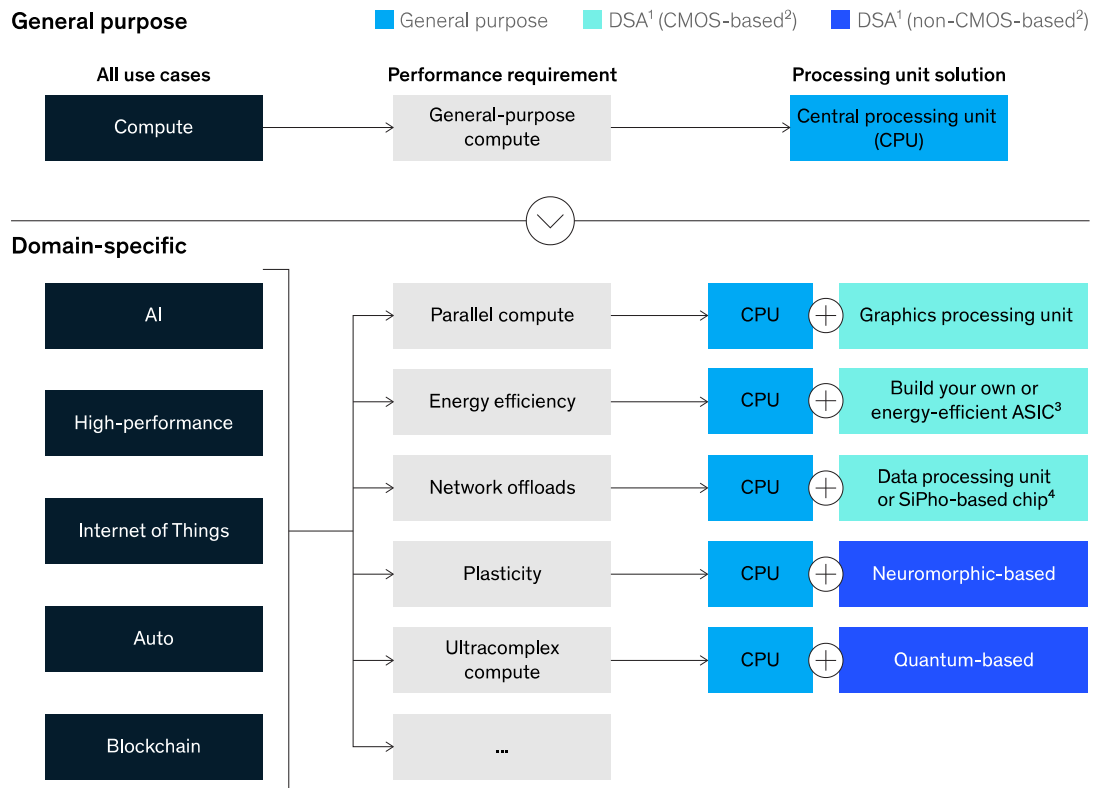 General purpose
General purpose
DSA¹ (CMOS-based²)
DSA¹ (non-CMOS-based²)
All use cases
Performance requirement
Processing unit solution
Compute
General-purpose
compute
Central processing unit
(CPU)
Domain-specific
AI
High-performance
Internet of Things
Auto
Blockchain
Parallel compute
CPU
Graphics processing unit
Energy efficiency
CPU
Build your own or
energy-efficient ASIC³
Network offloads
CPU
Data processing unit
or SiPho-based chip⁴
Plasticity
CPU
Neuromorphic-based
Ultracomplex
compute
CPU
Quantum-based
...